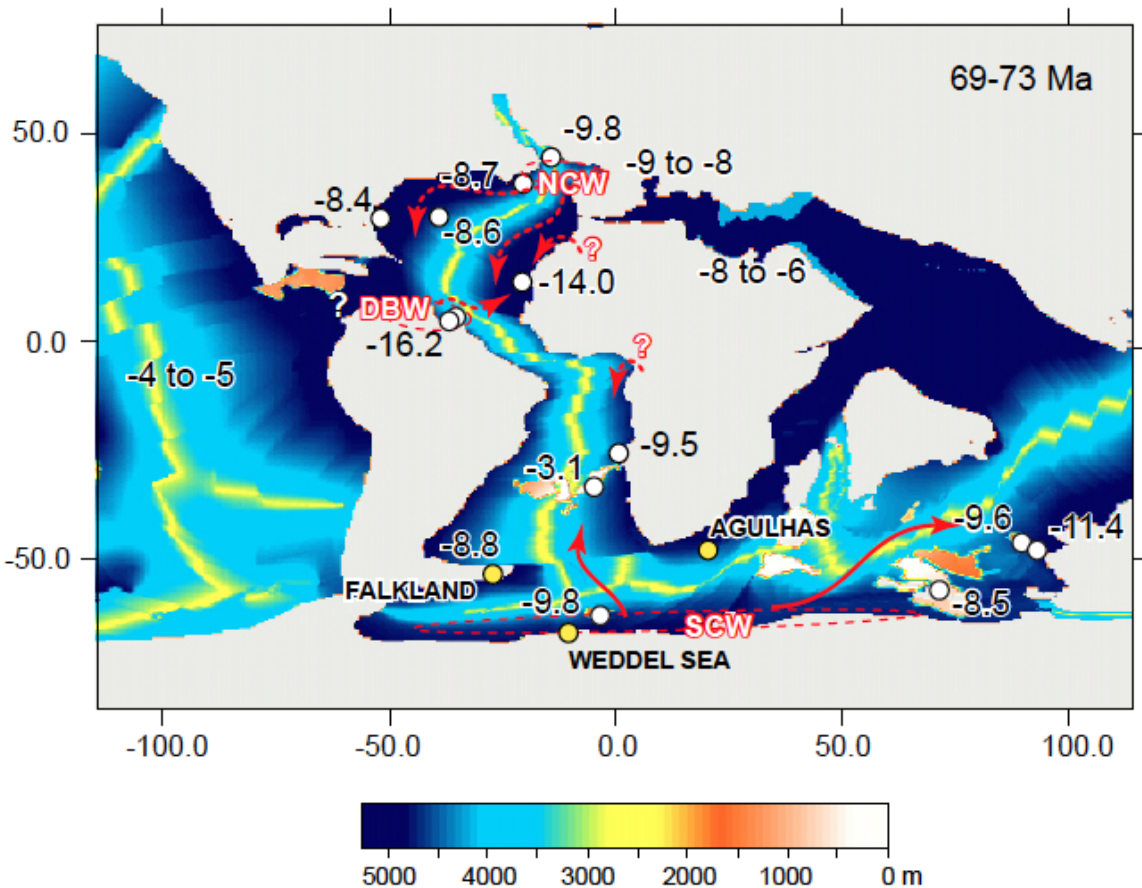 69-73 Ma
50.0
-9.8
-9 to -8
-8.7
NCW
-8.4
-8.6
?
-8 to -6
-14.0
?
DBW
-16.2
0.0
?
-4 to -5
-9.5
-3.1
AGULHAS
-9.6
-11.4
-50.0
-8.8
FALKLAND
-9.8
-8.5
SCW
WEDDEL SEA
-100.0
-50.0
0.0
50.0
100.0
5000
4000
3000
2000
1000
0 m